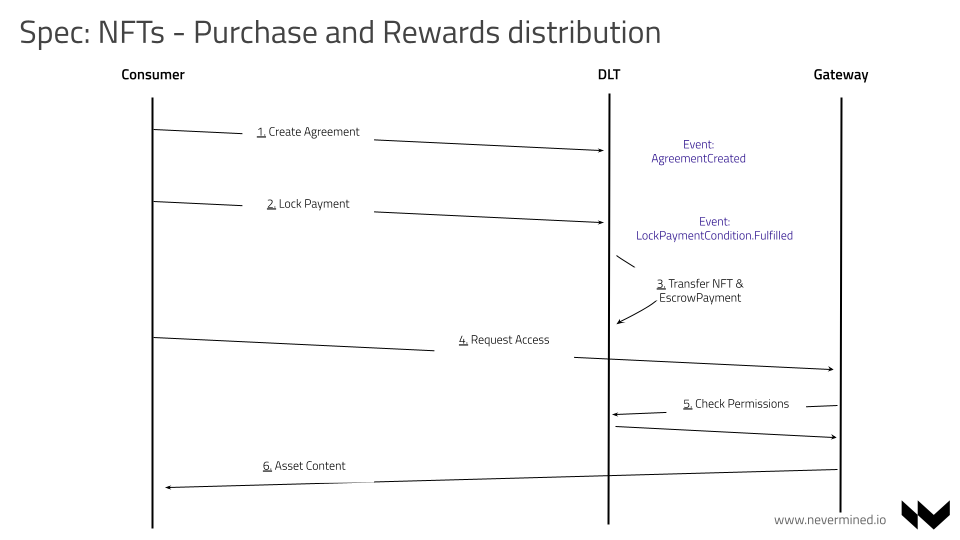 Spec: NFTs - Purchase and Rewards distribution
Consumer
DLT
Gateway
1. Create Agreement
Event:
AgreementCreated
2. Lock Payment
Event:
LockPaymentCondition.Fulfilled
3. Transfer NFT &
EscrowPayment
4. Request Access
5. Check Permissions
6. Asset Content
www.nevermined.io